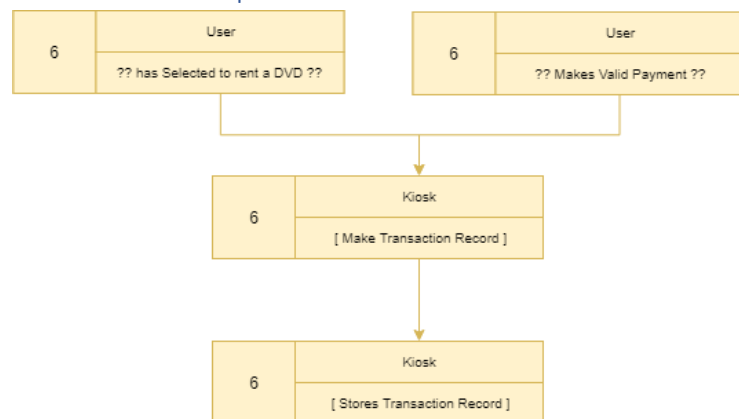 User
6
?? has Selected to rent a DVD ??
User
6
?? Makes Valid Payment ??
Kiosk
6
[ Make Transaction Record ]
Kiosk
6
[ Stores Transaction Record ]